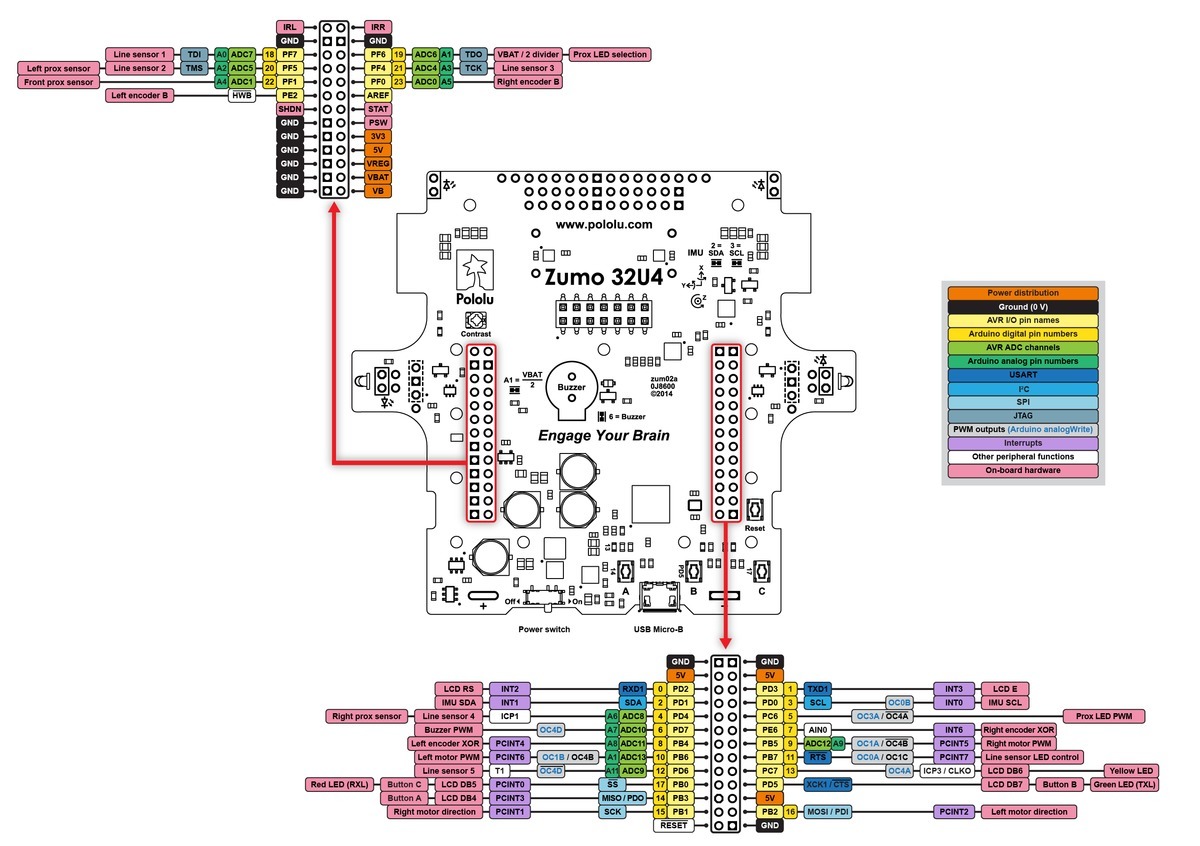 IRL IRR
GND GND
Line sensor 1 TDI A0 ADC7 18 PF7 PF6 19 ADC6 A1 TDO VBAT / 2 divider Prox LED selection
Left prox sensor Line sensor 2 TMS A2 ADC5 20 PF5 PF4 21 ADC4 A3 TCK Line sensor 3
Front prox sensor A4 ADC1 22 PF1 PF0 23 ADC0 A5 Right encoder B
Left encoder B HWB PE2 AREF
SHDN STAT
GND PSW
GND 3V3
GND 5V
GND VREG
GND VBAT
GND VB
www.pololu.com
IMU 2 = SDA 3 = SCL
X
Y
Z
Zumo 32U4
Pololu
Contrast
A1 = VBAT
2
Buzzer
zum02a
0J8600
©2014
6 = Buzzer
Engage Your Brain
Reset
13
14
PD5
17
A B C
+ Off On -
Power switch USB Micro-B
Power distribution
Ground (0 V)
AVR I/O pin names
Arduino digital pin numbers
AVR ADC channels
Arduino analog pin numbers
USART
I²C
SPI
JTAG
PWM outputs (Arduino analogWrite)
Interrupts
Other peripheral functions
On-board hardware
GND GND
5V 5V
LCD RS INT2 RXD1 0 PD2 PD3 1 TXD1 INT3 LCD E
IMU SDA INT1 SDA 2 PD1 PD0 3 SCL OC0B INT0 IMU SCL
Right prox sensor Line sensor 4 ICP1 A6 ADC8 4 PD4 PC6 5 OC3A / OC4A Prox LED PWM
Buzzer PWM OC4D A7 ADC10 6 PD7 PE6 7 AIN0 INT6 Right encoder XOR
Left encoder XOR PCINT4 A8 ADC11 8 PB4 PB5 9 ADC12 A9 OC1A / OC4B PCINT5 Right motor PWM
Left motor PWM PCINT6 OC1B / OC4B A1 ADC13 10 PB6 PB7 11 RTS OC0A / OC1C PCINT7 Line sensor LED control
Line sensor 5 T1 OC4D A11 ADC9 12 PD6 PC7 13 OC4A ICP3 / CLKO LCD DB6 Yellow LED
Red LED (RXL) Button C LCD DB5 PCINT0 SS 17 PB0 PD5 XCK1 / CTS LCD DB7 Button B Green LED (TXL)
Button A LCD DB4 PCINT3 MISO / PDO 14 PB3 5V
Right motor direction PCINT1 SCK 15 PB1 PB2 16 MOSI / PDI PCINT2 Left motor direction
RESET GND